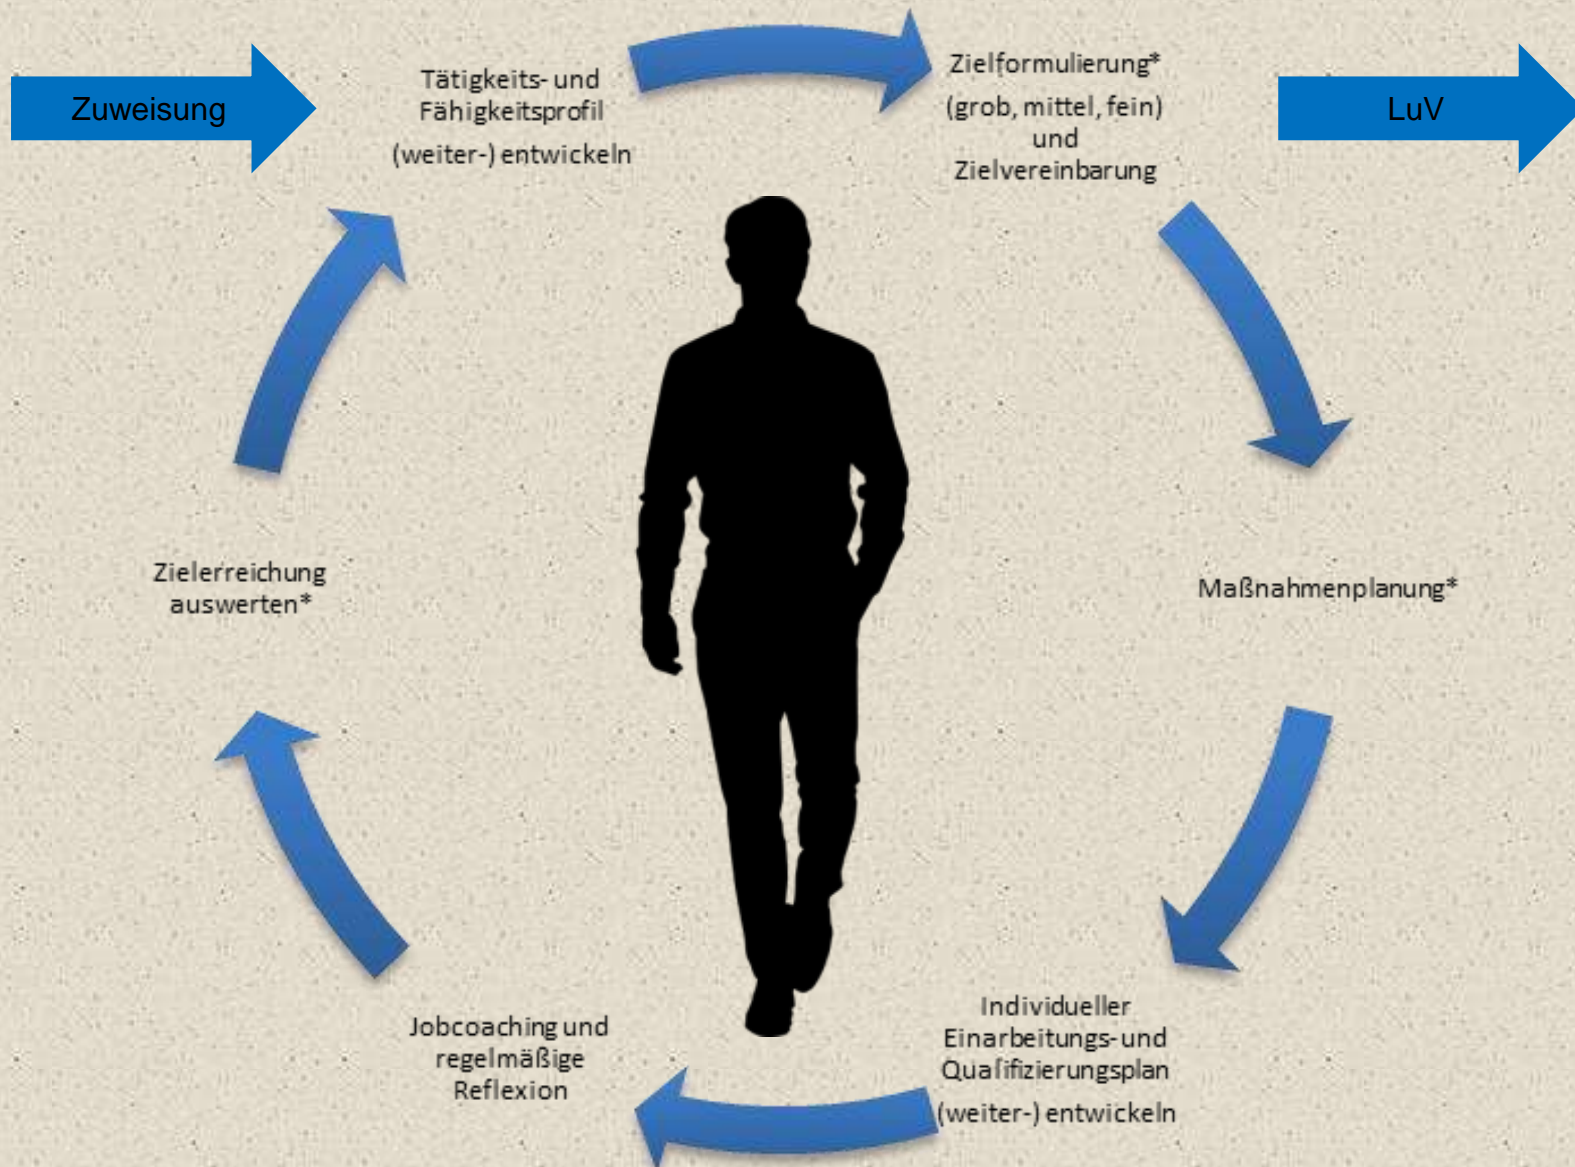 Zuweisung
Tätigkeits- und
Fähigkeitsprofil
(weiter-) entwickeln
Zielformulierung*
(grob, mittel, fein)
und
Zielvereinbarung
LuV
Maßnahmenplanung*
Individueller
Einarbeitungs- und
Qualifizierungsplan
(weiter-) entwickeln
Jobcoaching und
regelmäßige
Reflexion
Zielerreichung
auswerten*